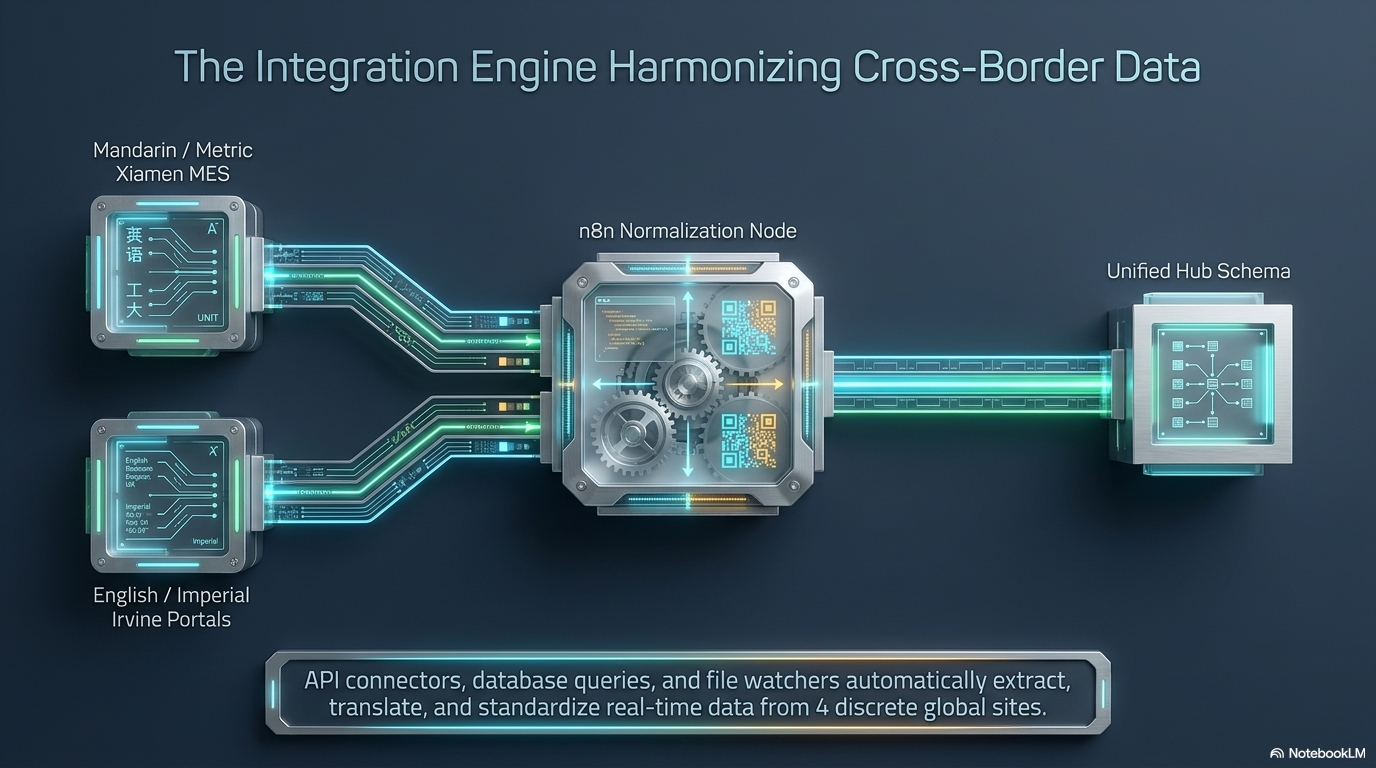 The Integration Engine Harmonizing Cross-Border Data
Mandarin / Metric
Xiamen MES
英语
工大
A
UNIT
n8n Normalization Node
Unified Hub Schema
English
Imperial
X
Imperial
English / Imperial
Irvine Portals
API connectors, database queries, and file watchers automatically extract,
translate, and standardize real-time data from 4 discrete global sites.
NotebookLM